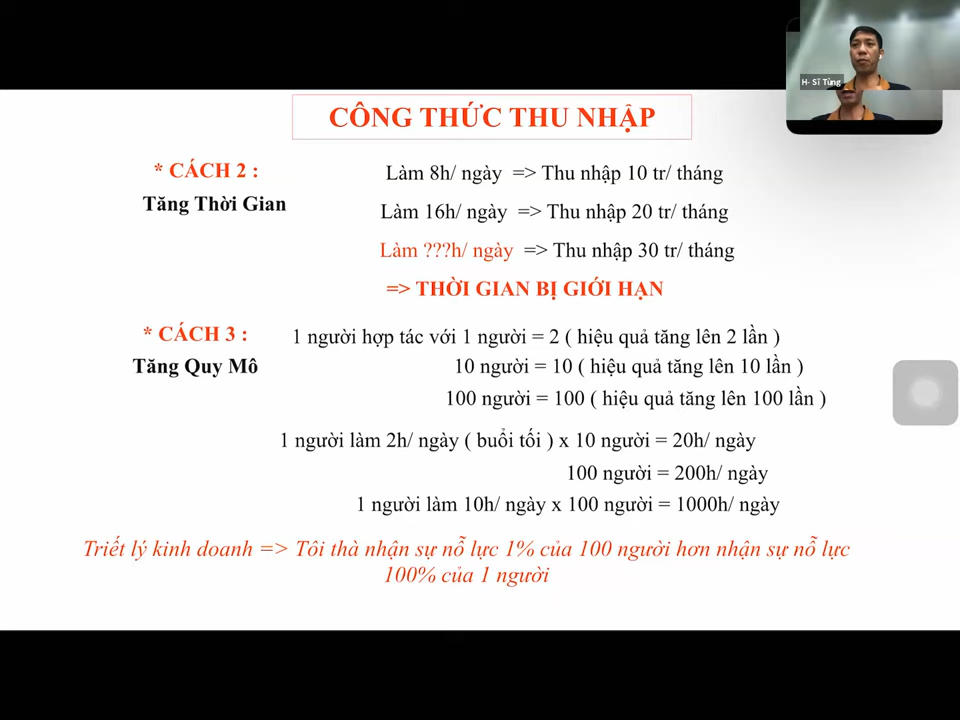 H- Sĩ Tùng
CÔNG THỨC THU NHẬP
* CÁCH 2 :
Tăng Thời Gian
Làm 8h/ ngày => Thu nhập 10 tr/ tháng
Làm 16h/ ngày => Thu nhập 20 tr/ tháng
Làm ???h/ ngày => Thu nhập 30 tr/ tháng
=> THỜI GIAN BỊ GIỚI HẠN
* CÁCH 3 :
Tăng Quy Mô
1 người hợp tác với 1 người = 2 ( hiệu quả tăng lên 2 lần )
10 người = 10 ( hiệu quả tăng lên 10 lần )
100 người = 100 ( hiệu quả tăng lên 100 lần )
1 người làm 2h/ ngày ( buổi tối ) x 10 người = 20h/ ngày
100 người = 200h/ ngày
1 người làm 10h/ ngày x 100 người = 1000h/ ngày
Triết lý kinh doanh => Tôi thà nhận sự nỗ lực 1% của 100 người hơn nhận sự nỗ lực
100% của 1 người